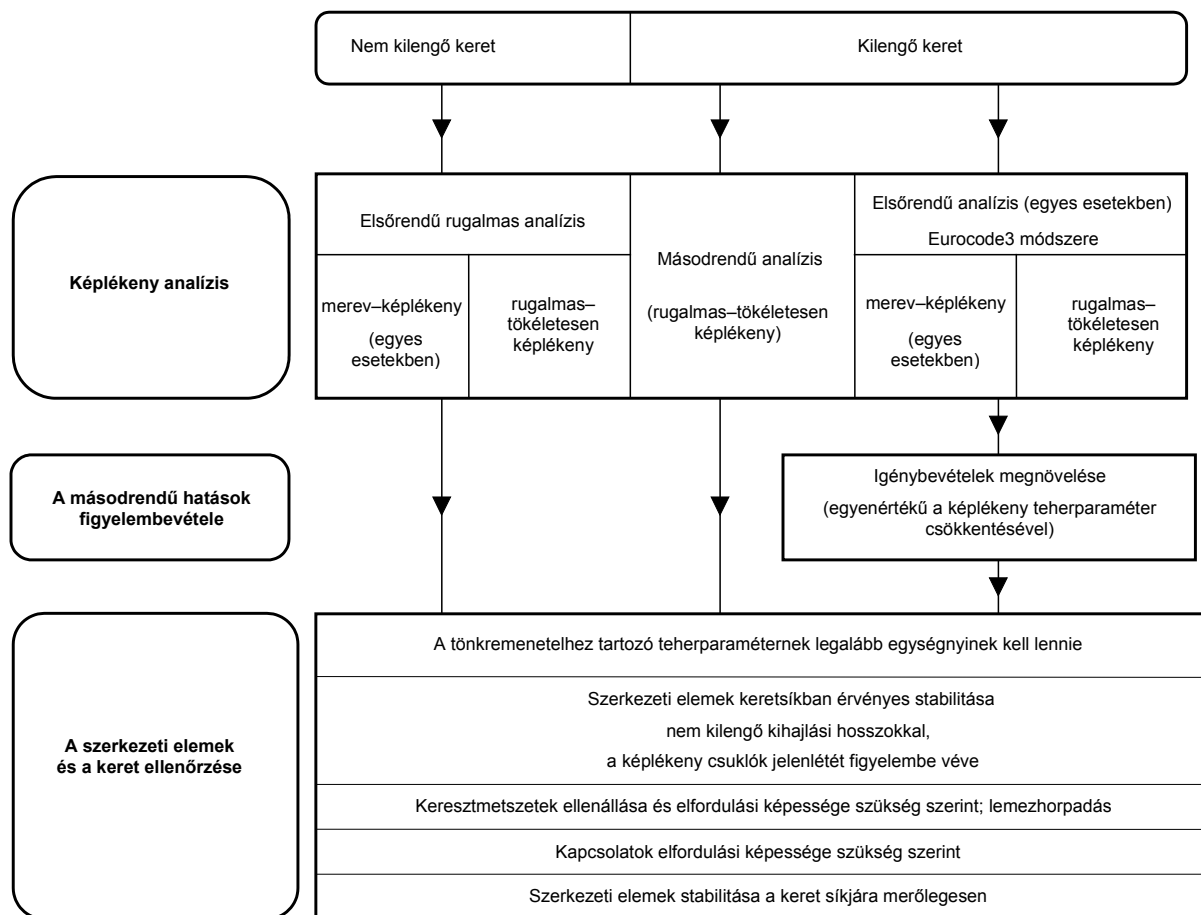 Nem kilengő keret
Kilengő keret
Képlékeny analízis
Elsőrendű rugalmas analízis
merev–képlékeny
(egyes
esetekben)
rugalmas–
tökéletesen
képlékeny
Másodrendű analízis
(rugalmas–tökéletesen
képlékeny)
Elsőrendű analízis (egyes esetekben)
Eurocode3 módszere
merev–képlékeny
(egyes
esetekben)
rugalmas–
tökéletesen
képlékeny
A másodrendű hatások
figyelembevétele
Igénybevételek megnövelése
(egyenértékű a képlékeny teherparaméter
csökkentésével)
A szerkezeti elemek
és a keret ellenőrzése
A tönkremenetelhez tartozó teherparaméternek legalább egységnyinek kell lennie
Szerkezeti elemek keretsíkban érvényes stabilitása
nem kilengő kihajlási hosszokkal,
a képlékeny csuklók jelenlétét figyelembe véve
Keresztmetszetek ellenállása és elfordulási képessége szükség szerint; lemezhorpadás
Kapcsolatok elfordulási képessége szükség szerint
Szerkezeti elemek stabilitása a keret síkjára merőlegesen